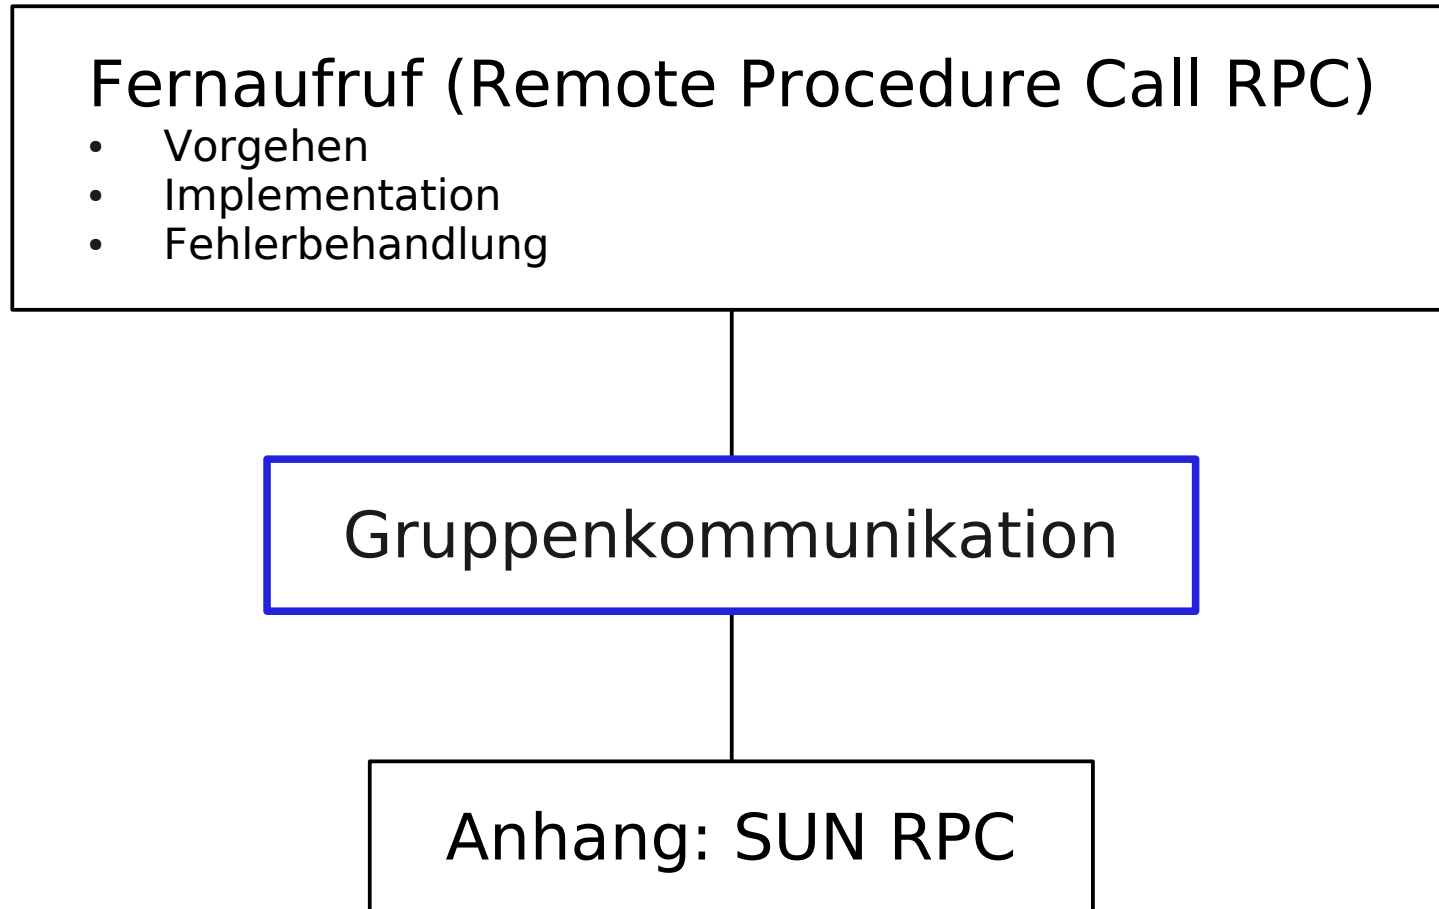 Fernaufruf (Remote Procedure Call RPC)
• Vorgehen
• Implementation
• Fehlerbehandlung
Gruppenkommunikation
Anhang: SUN RPC